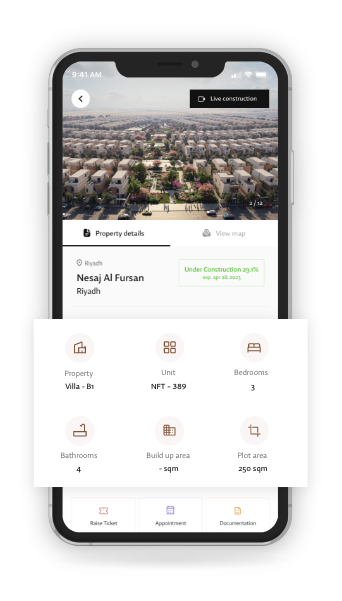 9:41 AM
Live construction
2 / 12
Property details
View map
Riyadh
Nesaj Al Fursan
Riyadh
Under Construction 29.1%
exp. apr 28, 2025
Property
Villa - B1
Unit
NFT - 389
Bedrooms
3
Bathrooms
4
Build up area
- sqm
Plot area
250 sqm
Raise Ticket
Appointment
Documentation